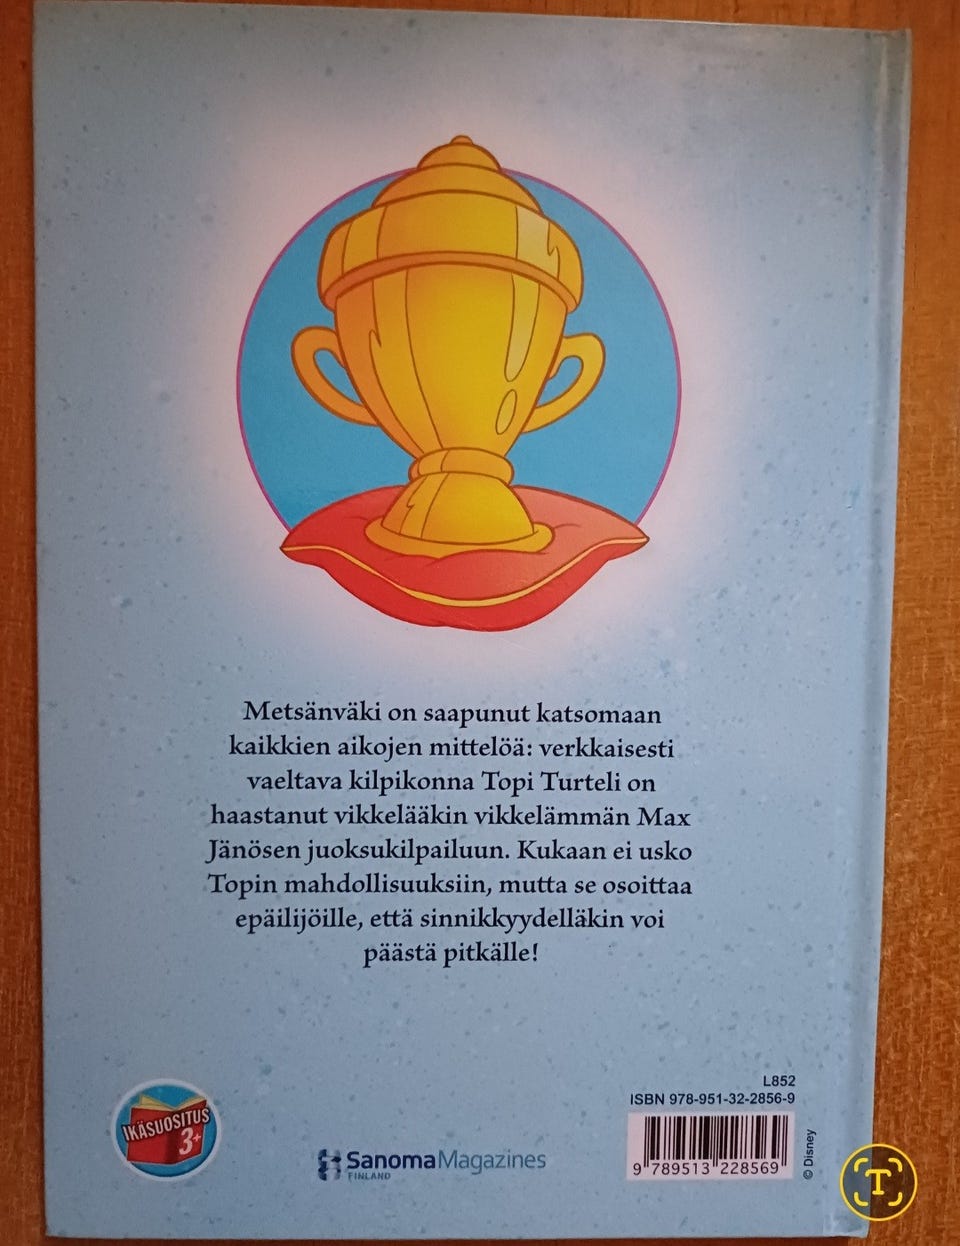 Metsänväki on saapunut katsomaan
kaikkien aikojen mittelöä: verkkaisesti
vaeltava kilpikonna Topi Turteli on
haastanut vikkelääkin vikkelämmän Max
Jänösen juoksukilpailuun. Kukaan ei usko
Topin mahdollisuuksiin, mutta se osoittaa
epäilijöille, että sinnikkyydelläkin voi
päästä pitkälle!
L852
ISBN 978-951-32-2856-9
9 789513 228569
© Disney
IKÄSUOSITUS
3+
SanomaMagazines
FINLAND
T